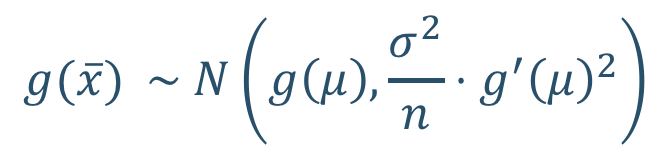 g(x̄) ~ N(g(μ), σ²/n · g′(μ)²)